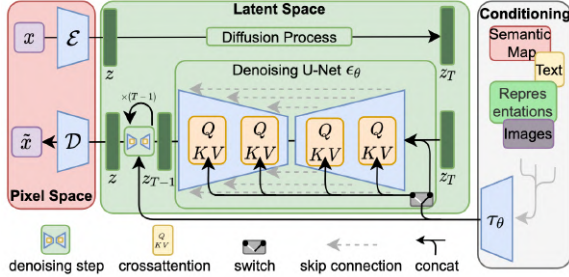 Latent Space
Conditioning
x
ℰ
Diffusion Process
Semantic
Map
z
Denoising U-Net ϵθ
zT
Text
×(T−1)
Repres
entations
Q
KV
Q
KV
Q
KV
Q
KV
Images
x̃
𝒟
z
zT−1
zT
Pixel Space
τθ
Q
KV
denoising step
crossattention
switch
skip connection
concat